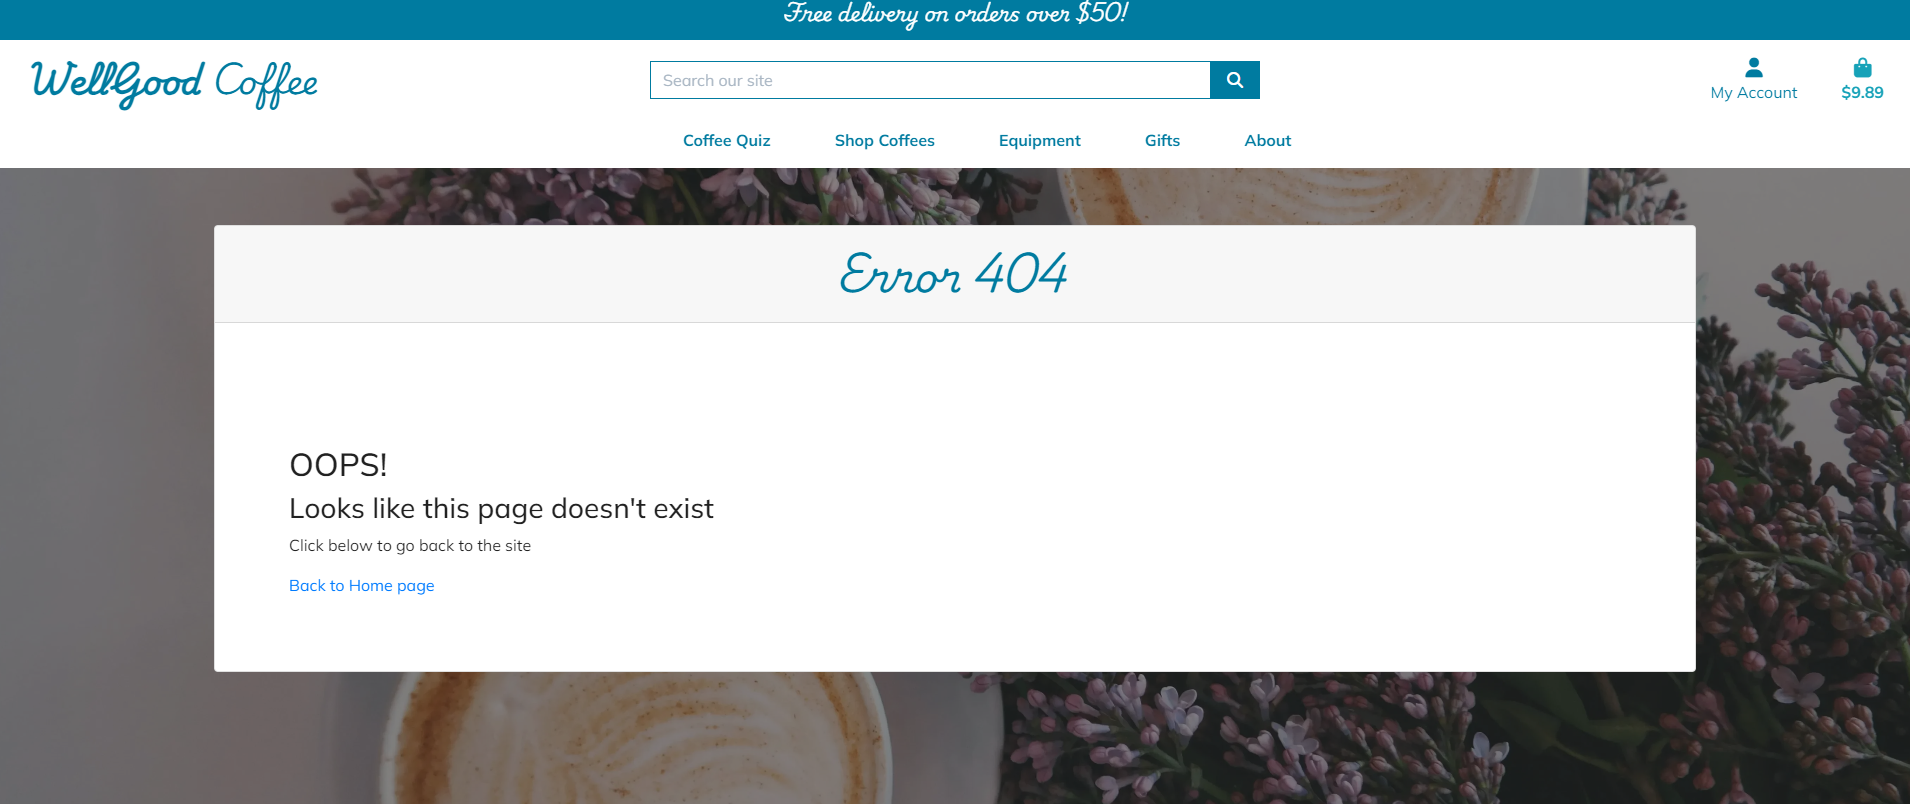 Free delivery on orders over $50!
WellGood Coffee
Search our site
My Account
$9.89
Coffee Quiz
Shop Coffees
Equipment
Gifts
About
Error 404
OOPS!
Looks like this page doesn't exist
Click below to go back to the site
Back to Home page